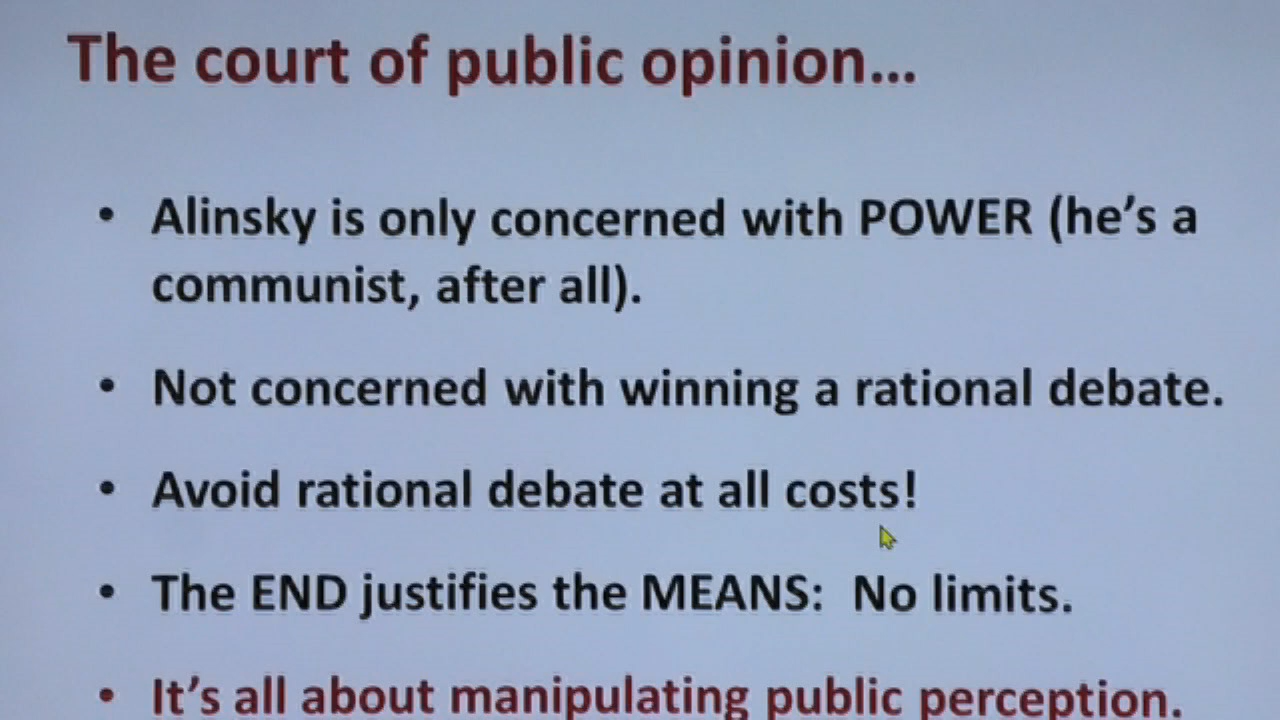 The court of public opinion...
• Alinsky is only concerned with POWER (he's a
communist, after all).
• Not concerned with winning a rational debate.
• Avoid rational debate at all costs!
• The END justifies the MEANS:  No limits.
• It's all about manipulating public perception.